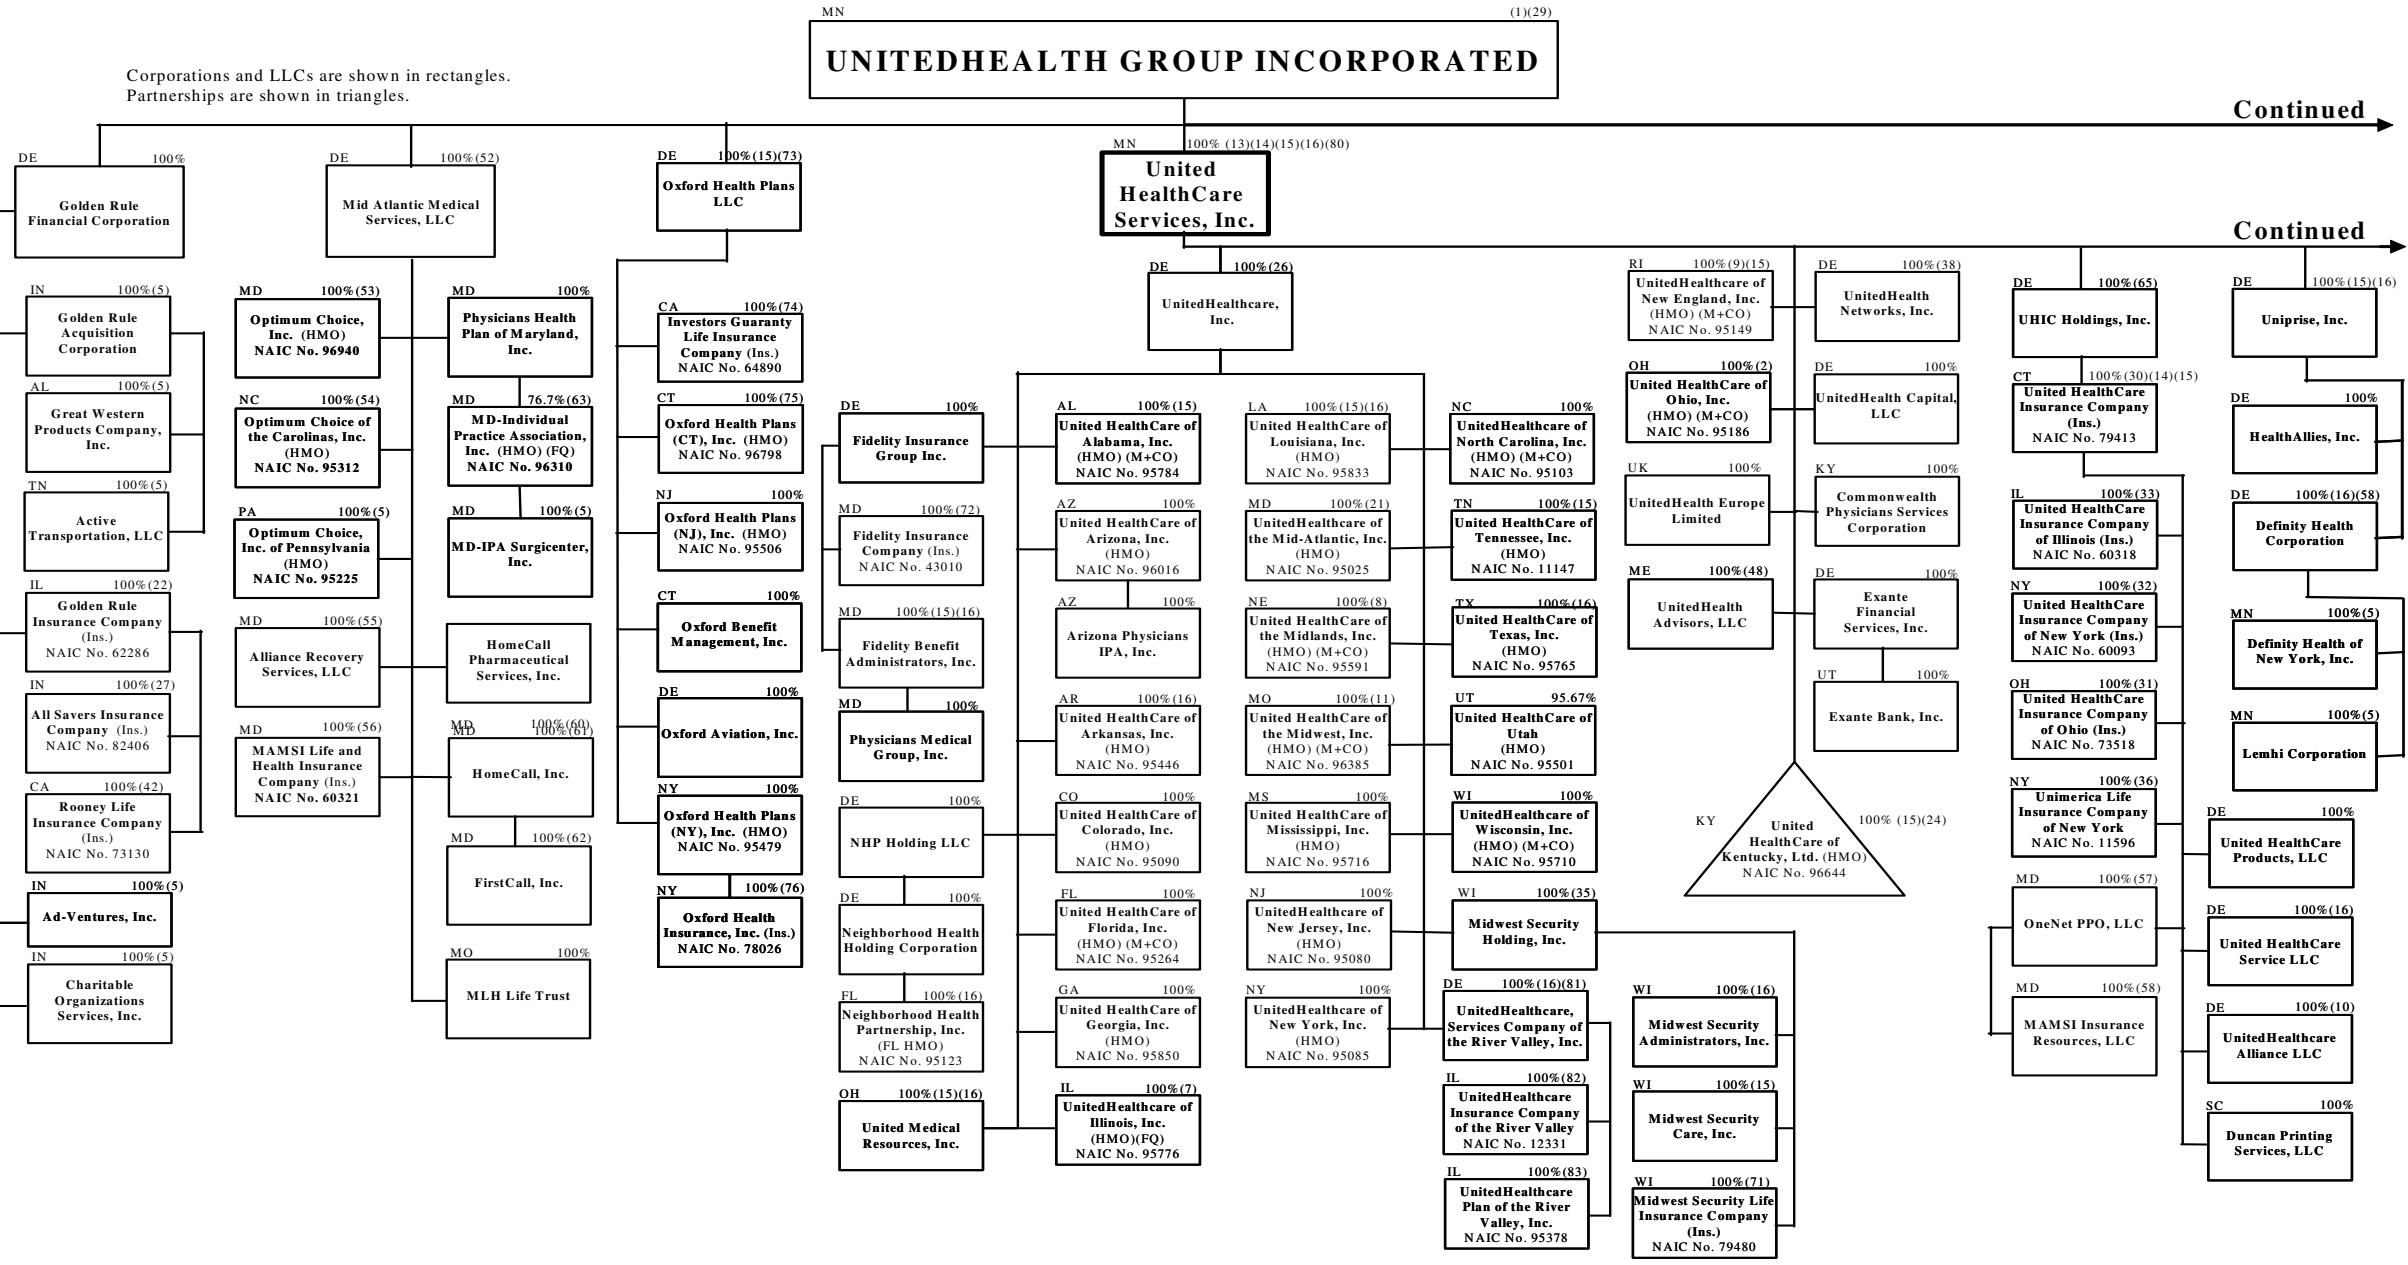 MN (1)(29)
UNITEDHEALTH GROUP INCORPORATED
Corporations and LLCs are shown in rectangles.
Partnerships are shown in triangles.
Continued
Continued
DE 100%
Golden Rule
Financial Corporation
IN 100%(5)
Golden Rule
Acquisition
Corporation
AL 100%(5)
Great Western
Products Company,
Inc.
TN 100%(5)
Active
Transportation, LLC
IL 100%(22)
Golden Rule
Insurance Company
(Ins.)
NAIC No. 62286
IN 100%(27)
All Savers Insurance
Company (Ins.)
NAIC No. 82406
CA 100%(42)
Rooney Life
Insurance Company
(Ins.)
NAIC No. 73130
IN 100%(5)
Ad-Ventures, Inc.
IN 100%(5)
Charitable
Organizations
Services, Inc.
DE 100%(52)
Mid Atlantic Medical
Services, LLC
MD 100%(53)
Optimum Choice,
Inc. (HMO)
NAIC No. 96940
NC 100%(54)
Optimum Choice of
the Carolinas, Inc.
(HMO)
NAIC No. 95312
PA 100%(5)
Optimum Choice,
Inc. of Pennsylvania
(HMO)
NAIC No. 95225
MD 100%(55)
Alliance Recovery
Services, LLC
MD 100%(56)
MAMSI Life and
Health Insurance
Company (Ins.)
NAIC No. 60321
MD 100%
Physicians Health
Plan of Maryland,
Inc.
MD 76.7%(63)
MD-Individual
Practice Association,
Inc. (HMO) (FQ)
NAIC No. 96310
MD 100%(5)
MD-IPA Surgicenter,
Inc.
HomeCall
Pharmaceutical
Services, Inc.
MD 100%(60)
MD 100%(61)
HomeCall, Inc.
MD 100%(62)
FirstCall, Inc.
MO 100%
MLH Life Trust
DE 100%(15)(73)
Oxford Health Plans
LLC
CA 100%(74)
Investors Guaranty
Life Insurance
Company (Ins.)
NAIC No. 64890
CT 100%(75)
Oxford Health Plans
(CT), Inc. (HMO)
NAIC No. 96798
NJ 100%
Oxford Health Plans
(NJ), Inc. (HMO)
NAIC No. 95506
CT 100%
Oxford Benefit
Management, Inc.
DE 100%
Oxford Aviation, Inc.
NY 100%
Oxford Health Plans
(NY), Inc. (HMO)
NAIC No. 95479
NY 100%(76)
Oxford Health
Insurance, Inc. (Ins.)
NAIC No. 78026
MN 100% (13)(14)(15)(16)(80)
United
HealthCare
Services, Inc.
DE 100%(26)
UnitedHealthcare,
Inc.
DE 100%
Fidelity Insurance
Group Inc.
MD 100%(72)
Fidelity Insurance
Company (Ins.)
NAIC No. 43010
MD 100%(15)(16)
Fidelity Benefit
Administrators, Inc.
MD 100%
Physicians Medical
Group, Inc.
DE 100%
NHP Holding LLC
DE 100%
Neighborhood Health
Holding Corporation
FL 100%(16)
Neighborhood Health
Partnership, Inc.
(FL HMO)
NAIC No. 95123
OH 100%(15)(16)
United Medical
Resources, Inc.
AL 100%(15)
United HealthCare of
Alabama, Inc.
(HMO) (M+CO)
NAIC No. 95784
AZ 100%
United HealthCare of
Arizona, Inc.
(HMO)
NAIC No. 96016
AZ 100%
Arizona Physicians
IPA, Inc.
AR 100%(16)
United HealthCare of
Arkansas, Inc.
(HMO)
NAIC No. 95446
CO 100%
United HealthCare of
Colorado, Inc.
(HMO)
NAIC No. 95090
FL 100%
United HealthCare of
Florida, Inc.
(HMO) (M+CO)
NAIC No. 95264
GA 100%
United HealthCare of
Georgia, Inc.
(HMO)
NAIC No. 95850
IL 100%(7)
UnitedHealthcare of
Illinois, Inc.
(HMO)(FQ)
NAIC No. 95776
LA 100%(15)(16)
United HealthCare of
Louisiana, Inc.
(HMO)
NAIC No. 95833
MD 100%(21)
UnitedHealthcare of
the Mid-Atlantic, Inc.
(HMO)
NAIC No. 95025
NE 100%(8)
UnitedHealthcare of
the Midlands, Inc.
(HMO) (M+CO)
NAIC No. 95591
MO 100%(11)
United HealthCare of
the Midwest, Inc.
(HMO) (M+CO)
NAIC No. 96385
MS 100%
United HealthCare of
Mississippi, Inc.
(HMO)
NAIC No. 95716
NJ 100%
UnitedHealthcare of
New Jersey, Inc.
(HMO)
NAIC No. 95080
NY 100%
UnitedHealthcare of
New York, Inc.
(HMO)
NAIC No. 95085
NC 100%
UnitedHealthcare of
North Carolina, Inc.
(HMO) (M+CO)
NAIC No. 95103
TN 100%(15)
United HealthCare of
Tennessee, Inc.
(HMO)
NAIC No. 11147
TX 100%(16)
United HealthCare of
Texas, Inc.
(HMO)
NAIC No. 95765
UT 95.67%
United HealthCare of
Utah
(HMO)
NAIC No. 95501
WI 100%
UnitedHealthcare of
Wisconsin, Inc.
(HMO) (M+CO)
NAIC No. 95710
WI 100%(35)
Midwest Security
Holding, Inc.
DE 100%(16)(81)
UnitedHealthcare,
Services Company of
the River Valley, Inc.
IL 100%(82)
UnitedHealthcare
Insurance Company
of the River Valley
NAIC No. 12331
IL 100%(83)
UnitedHealthcare
Plan of the River
Valley, Inc.
NAIC No. 95378
WI 100%(16)
Midwest Security
Administrators, Inc.
WI 100%(15)
Midwest Security
Care, Inc.
WI 100%(71)
Midwest Security Life
Insurance Company
(Ins.)
NAIC No. 79480
RI 100%(9)(15)
UnitedHealthcare of
New England, Inc.
(HMO) (M+CO)
NAIC No. 95149
OH 100%(2)
United HealthCare of
Ohio, Inc.
(HMO) (M+CO)
NAIC No. 95186
UK 100%
UnitedHealth Europe
Limited
ME 100%(48)
UnitedHealth
Advisors, LLC
DE 100%(38)
UnitedHealth
Networks, Inc.
DE 100%
UnitedHealth Capital,
LLC
KY 100%
Commonwealth
Physicians Services
Corporation
DE 100%
Exante
Financial
Services, Inc.
UT 100%
Exante Bank, Inc.
KY 100% (15)(24)
United
HealthCare of
Kentucky, Ltd. (HMO)
NAIC No. 96644
DE 100%(65)
UHIC Holdings, Inc.
CT 100%(30)(14)(15)
United HealthCare
Insurance Company
(Ins.)
NAIC No. 79413
IL 100%(33)
United HealthCare
Insurance Company
of Illinois (Ins.)
NAIC No. 60318
NY 100%(32)
United HealthCare
Insurance Company
of New York (Ins.)
NAIC No. 60093
OH 100%(31)
United HealthCare
Insurance Company
of Ohio (Ins.)
NAIC No. 73518
NY 100%(36)
Unimerica Life
Insurance Company
of New York
NAIC No. 11596
MD 100%(57)
OneNet PPO, LLC
MD 100%(58)
MAMSI Insurance
Resources, LLC
DE 100%(15)(16)
Uniprise, Inc.
DE 100%
HealthAllies, Inc.
DE 100%(16)(58)
Definity Health
Corporation
MN 100%(5)
Definity Health of
New York, Inc.
MN 100%(5)
Lemhi Corporation
DE 100%
United HealthCare
Products, LLC
DE 100%(16)
United HealthCare
Service LLC
DE 100%(10)
UnitedHealthcare
Alliance LLC
SC 100%
Duncan Printing
Services, LLC